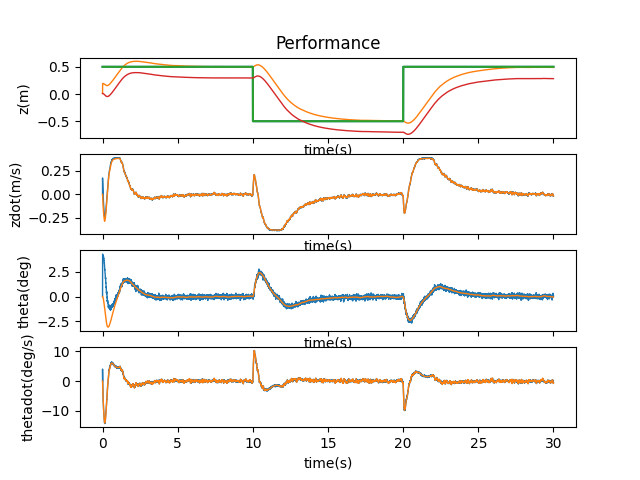 Performance
z(m)
0.5
0.0
−0.5
time(s)
zdot(m/s)
0.25
0.00
−0.25
time(s)
theta(deg)
2.5
0.0
−2.5
time(s)
thetadot(deg/s)
10
0
−10
0 5 10 15 20 25 30
time(s)